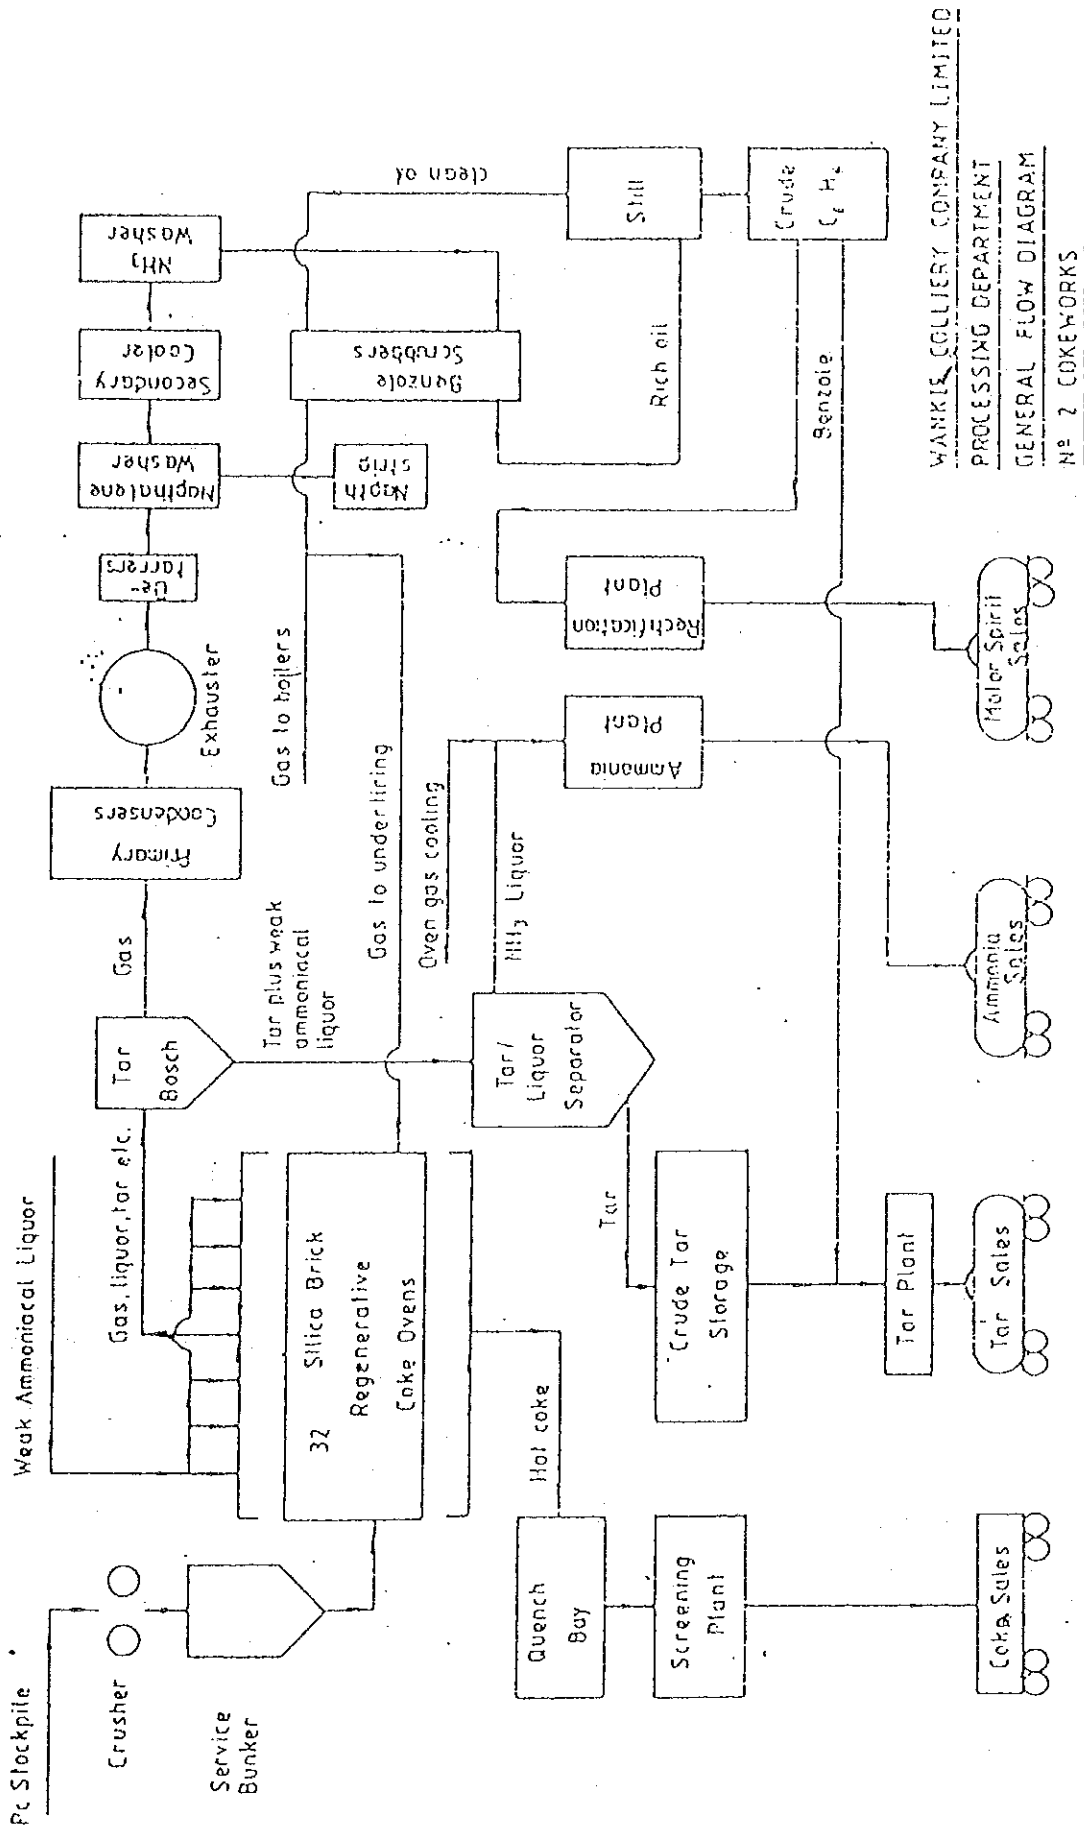 Pc Stockpile
Crusher
Service
Bunker
Weak Ammoniacal Liquor
Gas, liquor, tar etc.
32 Silica Brick
Regenerative
Coke Ovens
Hot coke
Quench
Bay
Screening
Plant
Coke Sales
Tar
Bosch
Gas
Tar plus weak
ammoniacal
liquor
Tar/
Liquor
Separator
Tar
Crude Tar
Storage
Tar Plant
Tar Sales
Primary
Condensers
Exhauster
De-
tarrers
Napthalene
Washer
Napth
strip
Secondary
Cooler
NH3
Washer
Gas to boilers
Gas to underfiring
Benzole
Scrubbers
clean oil
Still
Rich oil
Crude
Benzole
Oven gas cooling
NH3 Liquor
Ammonia
Plant
Ammonia
Sales
Rectification
Plant
Motor Spirit
Sales
WANKIE COLLIERY COMPANY LIMITED
PROCESSING DEPARTMENT
GENERAL FLOW DIAGRAM
Nº 2 COKEWORKS